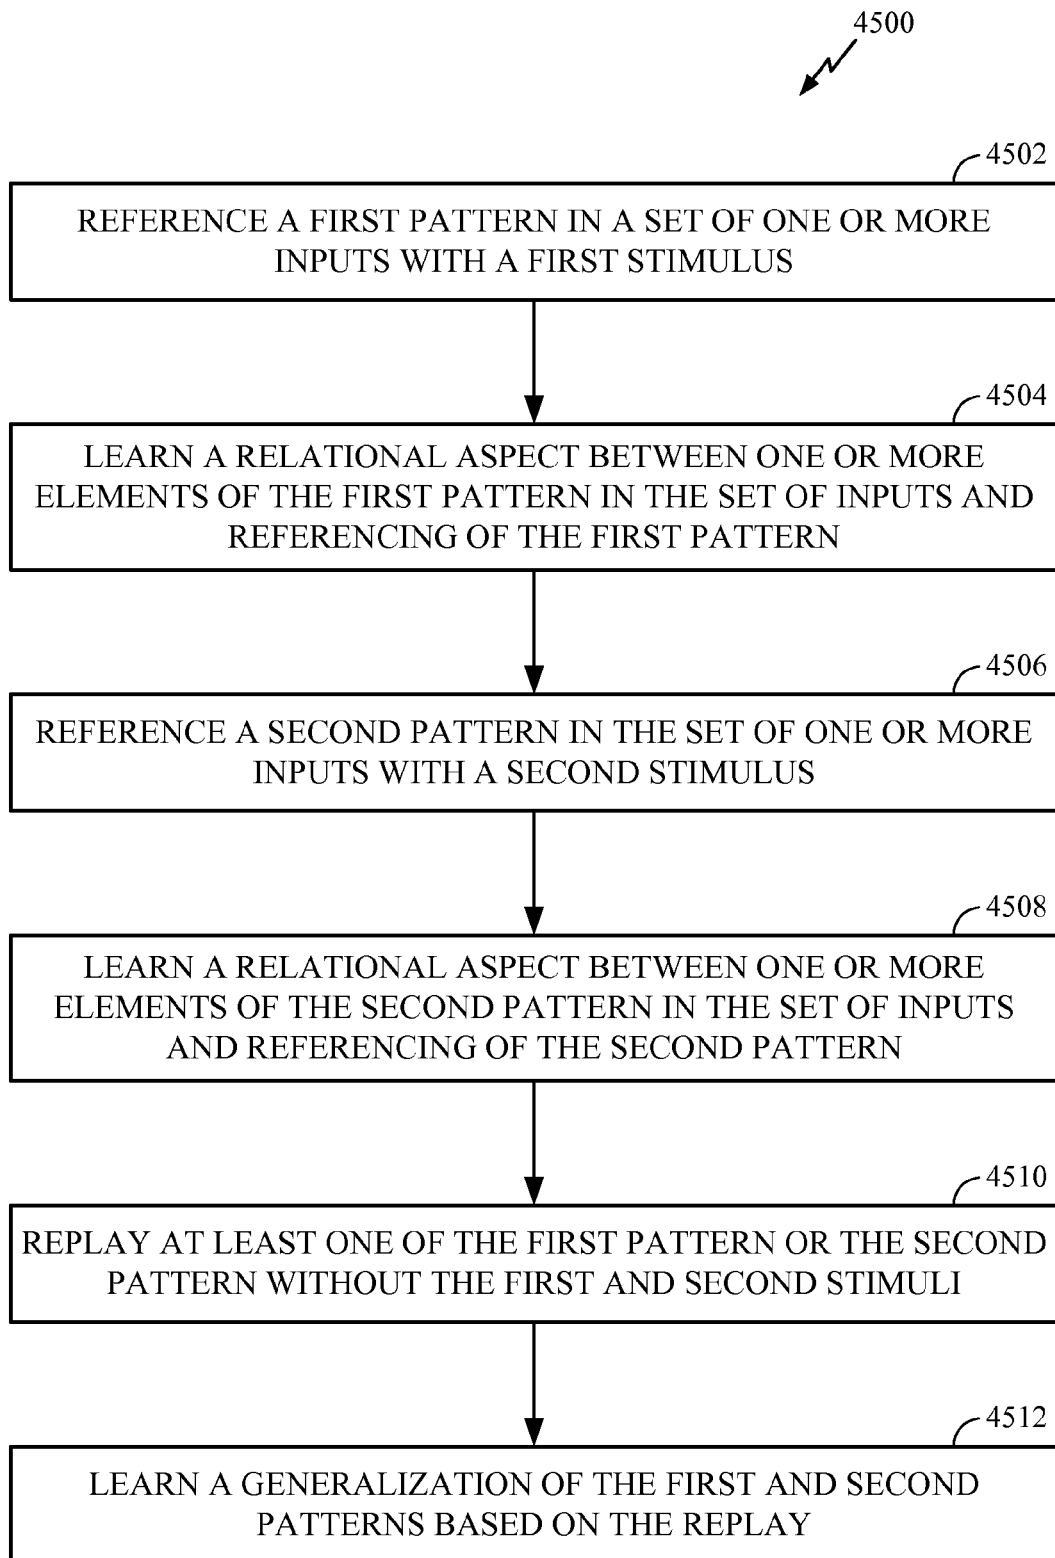 4500
4502
REFERENCE A FIRST PATTERN IN A SET OF ONE OR MORE
INPUTS WITH A FIRST STIMULUS
4504
LEARN A RELATIONAL ASPECT BETWEEN ONE OR MORE
ELEMENTS OF THE FIRST PATTERN IN THE SET OF INPUTS AND
REFERENCING OF THE FIRST PATTERN
4506
REFERENCE A SECOND PATTERN IN THE SET OF ONE OR MORE
INPUTS WITH A SECOND STIMULUS
4508
LEARN A RELATIONAL ASPECT BETWEEN ONE OR MORE
ELEMENTS OF THE SECOND PATTERN IN THE SET OF INPUTS
AND REFERENCING OF THE SECOND PATTERN
4510
REPLAY AT LEAST ONE OF THE FIRST PATTERN OR THE SECOND
PATTERN WITHOUT THE FIRST AND SECOND STIMULI
4512
LEARN A GENERALIZATION OF THE FIRST AND SECOND
PATTERNS BASED ON THE REPLAY